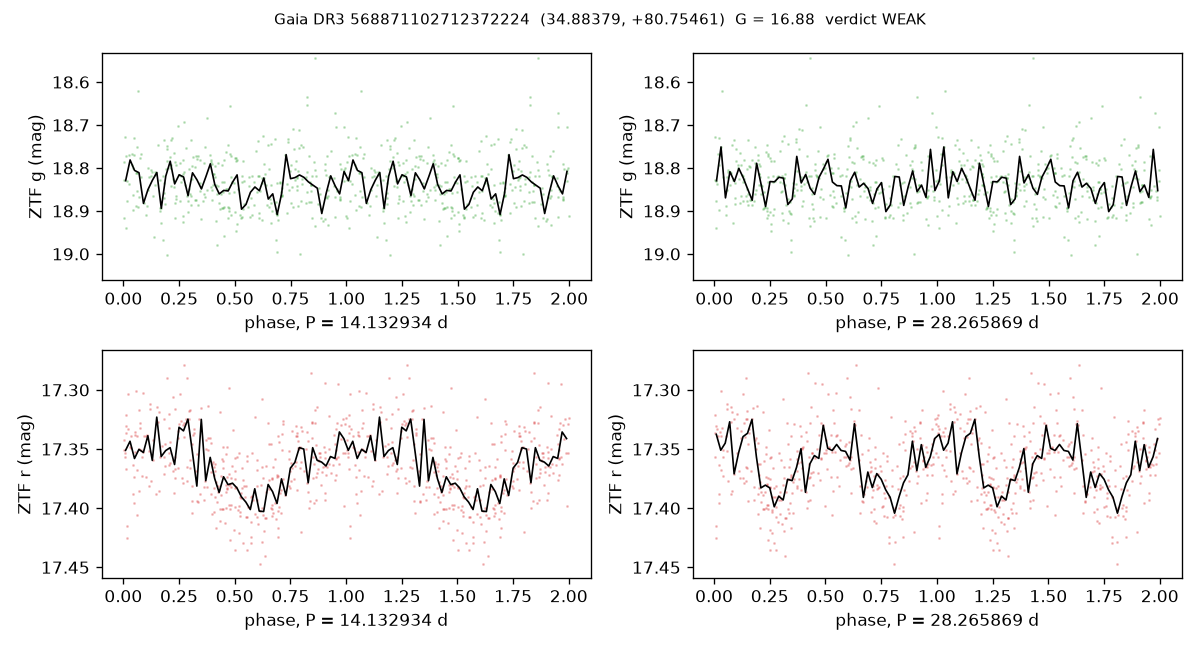 Gaia DR3 568871102712372224  (34.88379, +80.75461)  G = 16.88  verdict WEAK
ZTF g (mag)
18.6
18.7
18.8
18.9
19.0
0.00 0.25 0.50 0.75 1.00 1.25 1.50 1.75 2.00
phase, P = 14.132934 d
ZTF g (mag)
18.6
18.7
18.8
18.9
19.0
0.00 0.25 0.50 0.75 1.00 1.25 1.50 1.75 2.00
phase, P = 28.265869 d
ZTF r (mag)
17.30
17.35
17.40
17.45
0.00 0.25 0.50 0.75 1.00 1.25 1.50 1.75 2.00
phase, P = 14.132934 d
ZTF r (mag)
17.30
17.35
17.40
17.45
0.00 0.25 0.50 0.75 1.00 1.25 1.50 1.75 2.00
phase, P = 28.265869 d